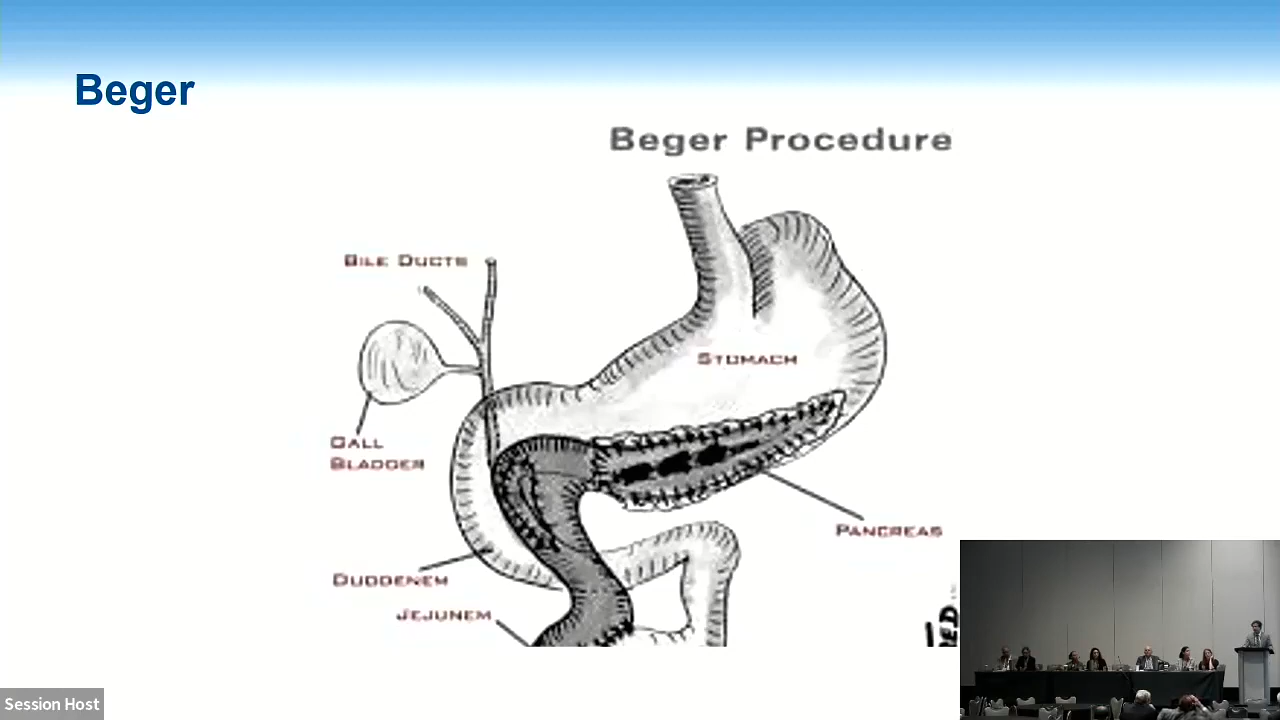 Beger
Beger Procedure
BILE DUCTS
STOMACH
GALL
BLADDER
PANCREAS
DUODENEM
JEJUNEM
Session Host